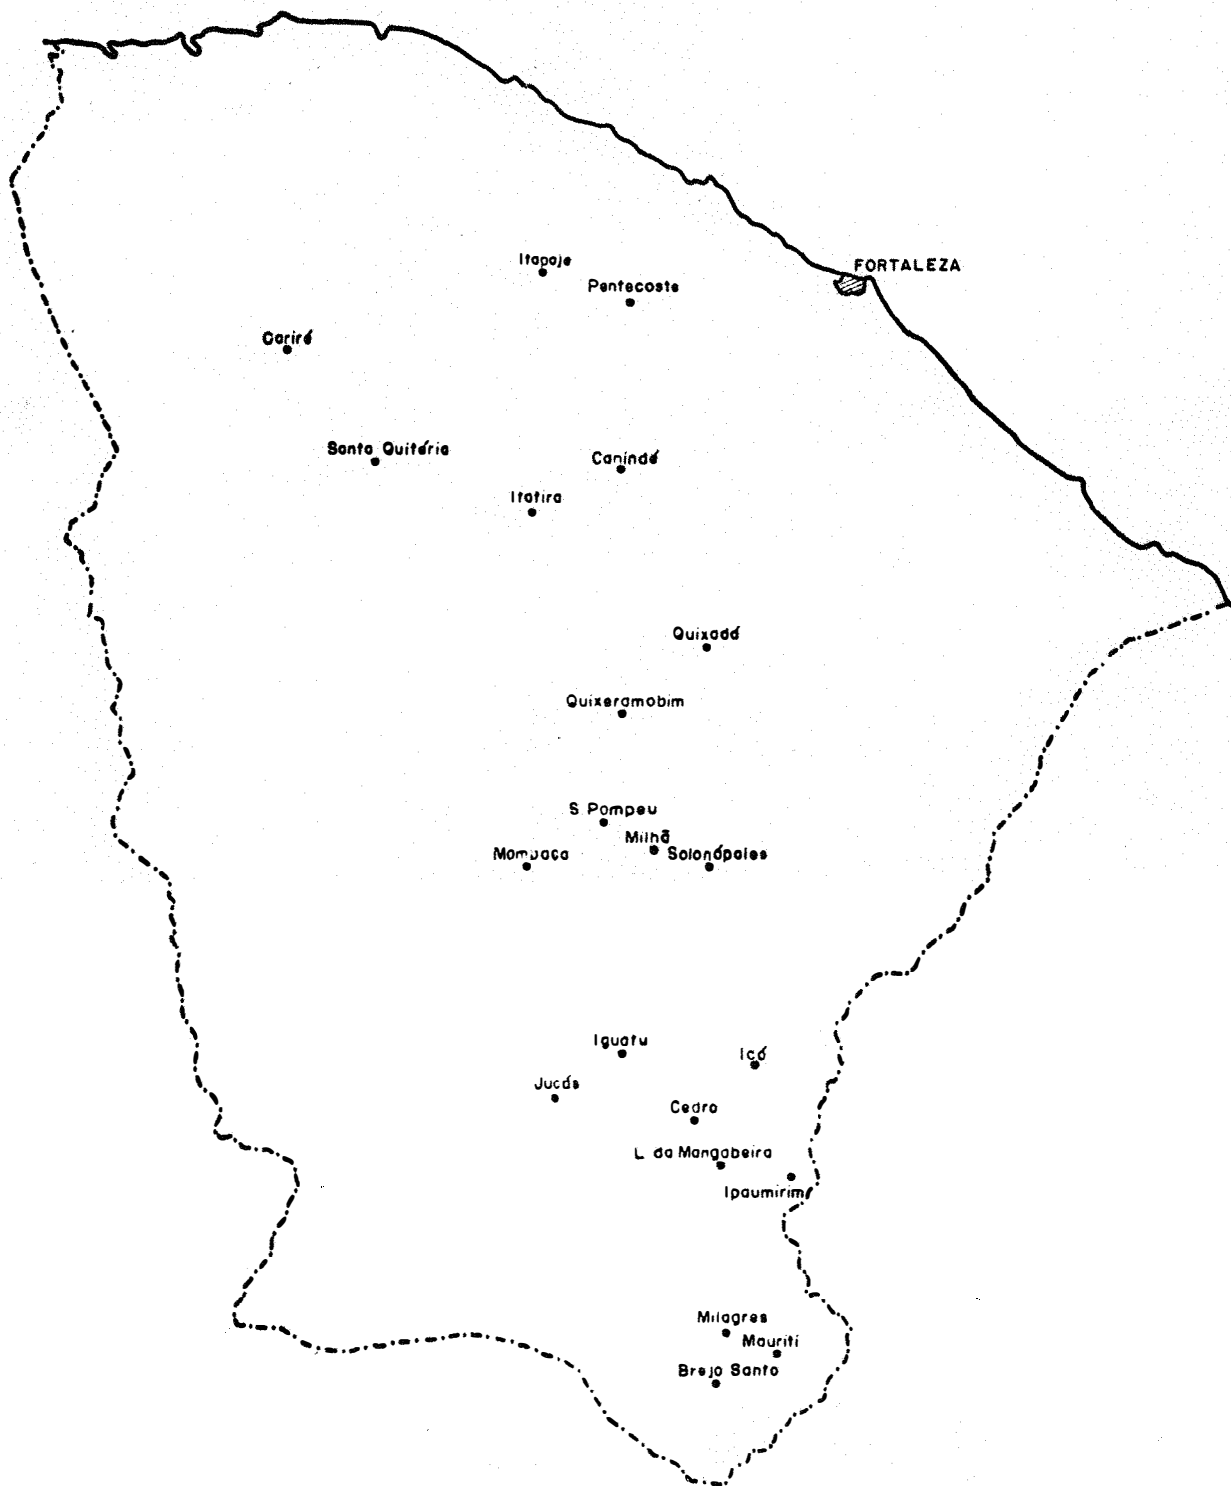 Itapaje
FORTALEZA
Pentecoste
Cariré
Santa Quitéria
Canindé
Itatira
Quixadá
Quixeramobim
S. Pompeu
Milhã
Mombaça
Solonópoles
Iguatu
Icó
Jucás
Cedro
L. da Mangabeira
Ipaumirim
Milagres
Mauriti
Brejo Santo